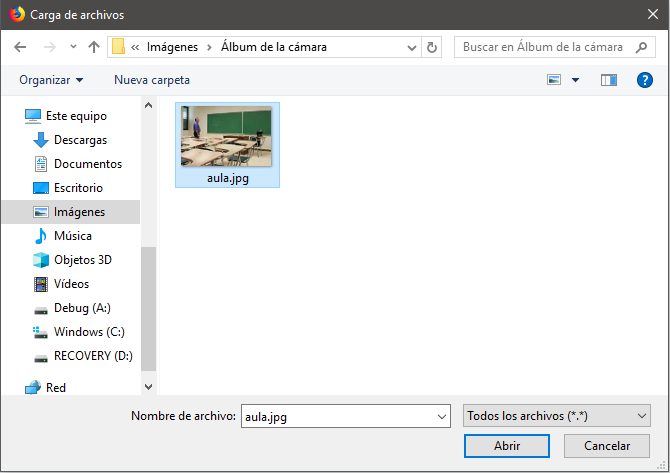 Carga de archivos
« Imágenes > Álbum de la cámara
Buscar en Álbum de la cámara
Organizar
Nueva carpeta
?
Este equipo
Descargas
Documentos
Escritorio
Imágenes
Música
Objetos 3D
Vídeos
Debug (A:)
Windows (C:)
RECOVERY (D:)
Red
aula.jpg
Nombre de archivo: aula.jpg
Todos los archivos (*.*)
Abrir
Cancelar